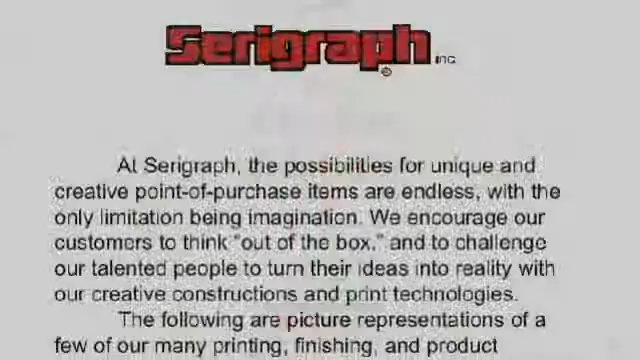 Serigraph Inc.
®
At Serigraph, the possibilities for unique and
creative point-of-purchase items are endless, with the
only limitation being imagination. We encourage our
customers to think "out of the box," and to challenge
our talented people to turn their ideas into reality with
our creative constructions and print technologies.
The following are picture representations of a
few of our many printing, finishing, and product